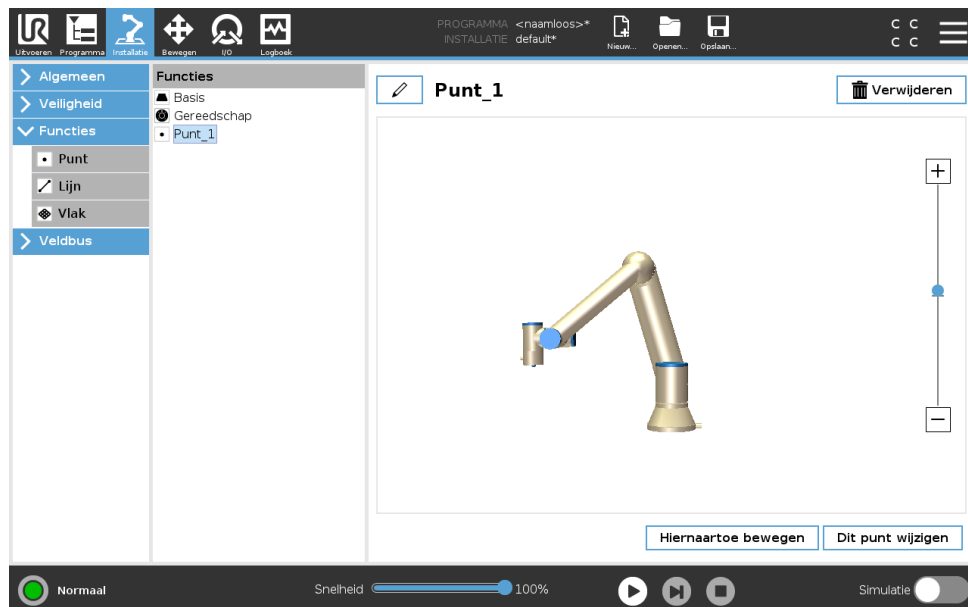 UR
Uitvoeren Programma Installatie Bewegen I/O Logboek
PROGRAMMA <naamloos>*
INSTALLATIE default*
Nieuw... Openen... Opslaan...
C C
C C
Algemeen
Veiligheid
Functies
Punt
Lijn
Vlak
Veldbus
Functies
Basis
Gereedschap
Punt_1
Punt_1
Verwijderen
Hiernaartoe bewegen
Dit punt wijzigen
Normaal
Snelheid 100%
Simulatie